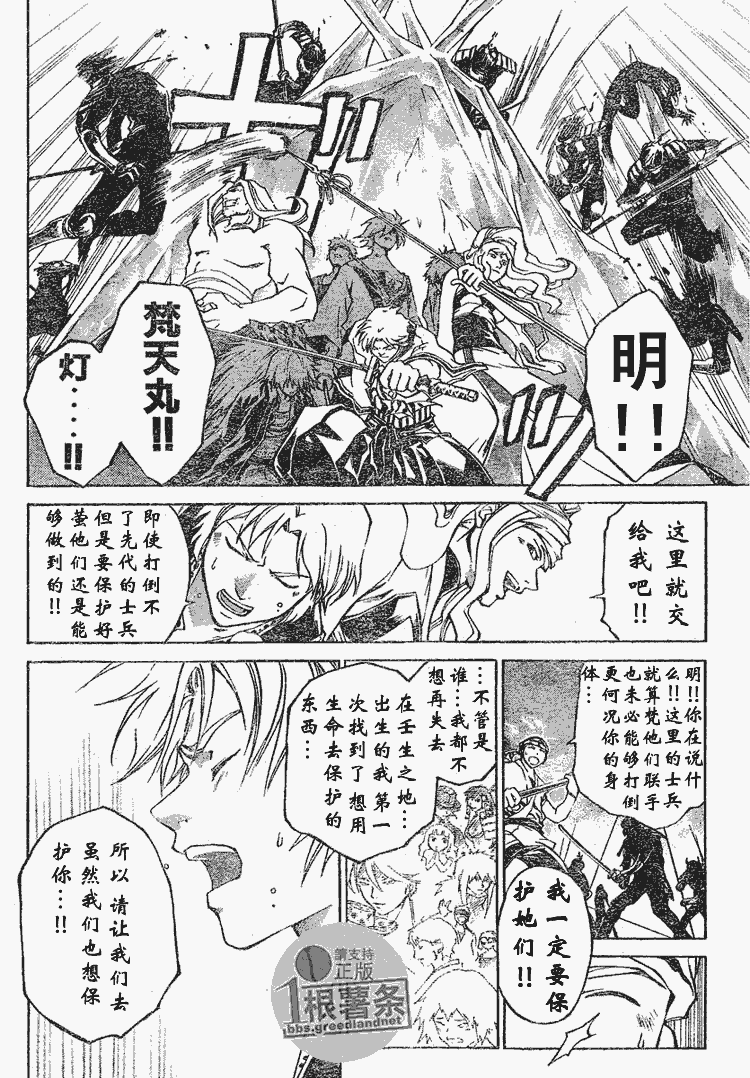 明!!
梵天丸!!
灯....!!
这里就交
给我吧!!
即使打倒不
了先代的士兵
但是要保护好
萤他们还是能
够做到的!!
明!!你在说什
么!!这里的士兵
就算梵他们联手
也未必能够打倒
更何况你的身
体…
我一定要保
护她们!!
…不管是
谁…我都不
想再失去
在壬生之地…
出生的我第一
次找到了想用
生命去保护的
东西…
所以请让我们去
虽然我们也想保
护你…!!
請支持
正版
1根薯条
bbs.greedland.net